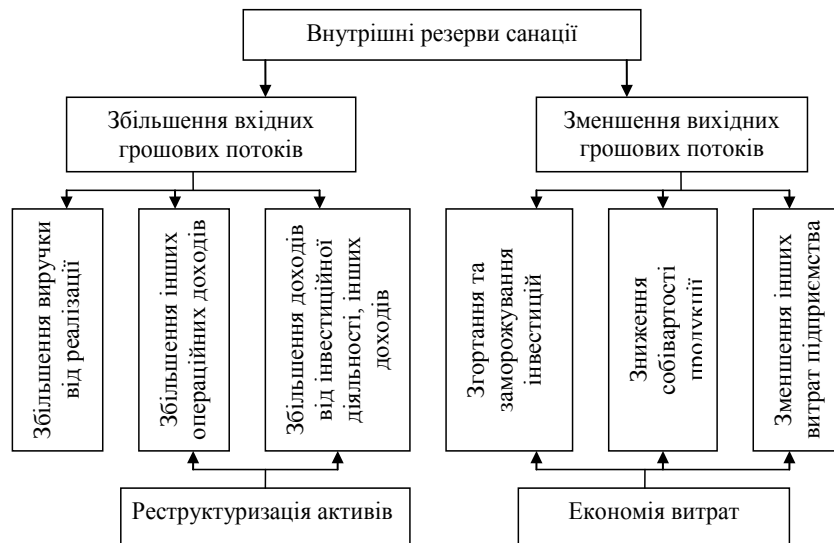 Внутрішні резерви санації
Збільшення вхідних
грошових потоків
Зменшення вихідних
грошових потоків
Збільшення виручки
від реалізації
Збільшення інших
операційних доходів
Збільшення доходів
від інвестиційної
діяльності, інших
доходів
Згортання та
заморожування
інвестицій
Зниження
собівартості
продукції
Зменшення інших
витрат підприємства
Реструктуризація активів
Економія витрат